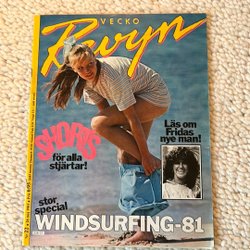 VECKO
Revyn
SHORTS
för alla
stjärtar!
Läs om
Fridas
nye man!
stor
special
WINDSURFING-81